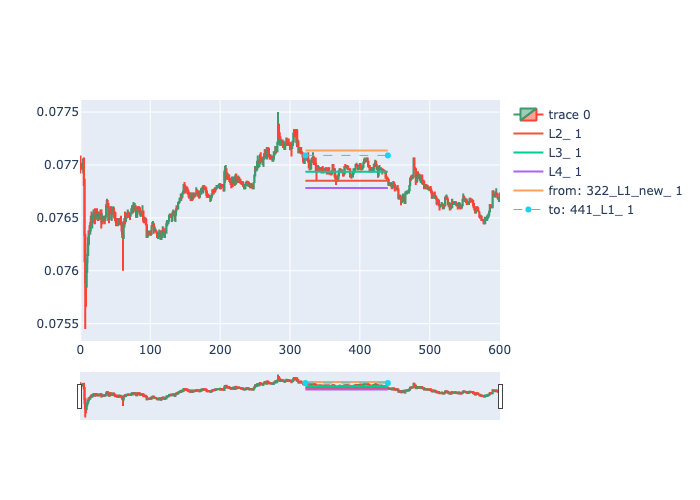 0.0775
0.077
0.0765
0.076
0.0755
0 100 200 300 400 500 600
trace 0
L2_ 1
L3_ 1
L4_ 1
from: 322_L1_new_ 1
to: 441_L1_ 1